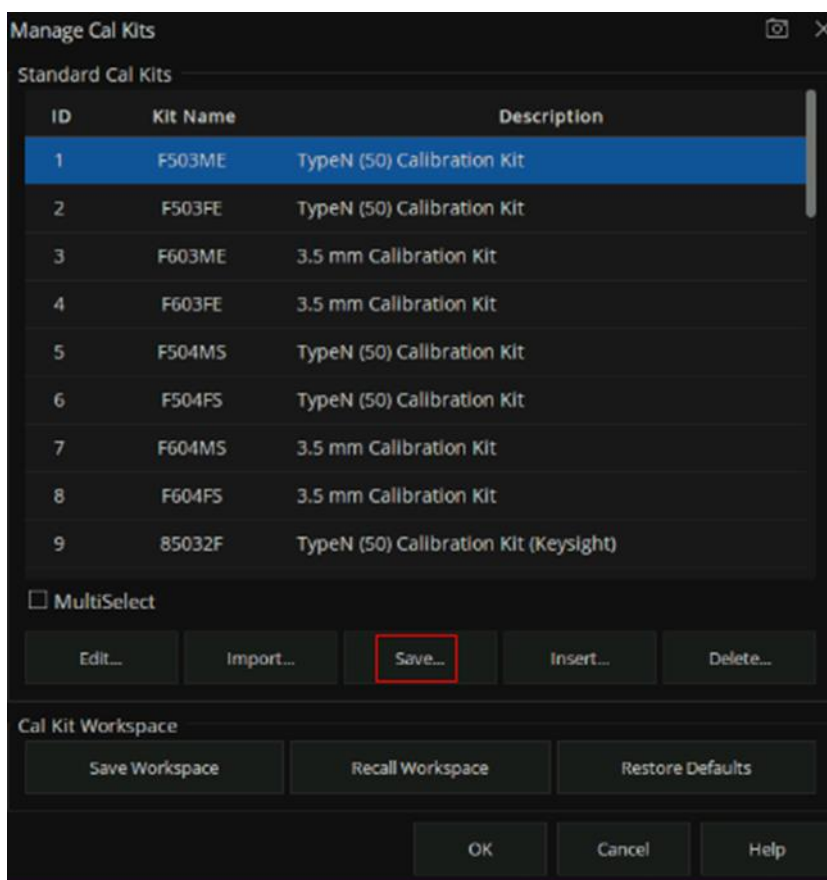 Manage Cal Kits
Standard Cal Kits
ID Kit Name Description
1 F503ME TypeN (50) Calibration Kit
2 F503FE TypeN (50) Calibration Kit
3 F603ME 3.5 mm Calibration Kit
4 F603FE 3.5 mm Calibration Kit
5 F504MS TypeN (50) Calibration Kit
6 F504FS TypeN (50) Calibration Kit
7 F604MS 3.5 mm Calibration Kit
8 F604FS 3.5 mm Calibration Kit
9 85032F TypeN (50) Calibration Kit (Keysight)
MultiSelect
Edit... Import... Save... Insert... Delete...
Cal Kit Workspace
Save Workspace Recall Workspace Restore Defaults
OK Cancel Help